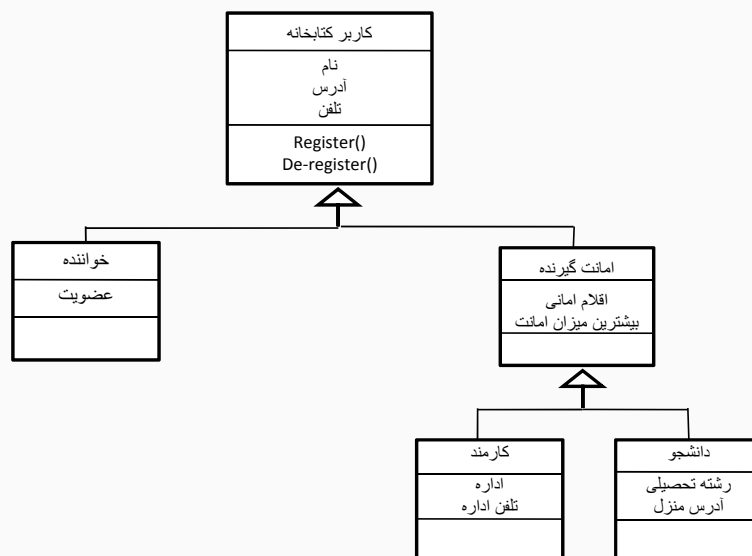 کاربر کتابخانه
نام
آدرس
تلفن
Register()
De-register()
خواننده
عضویت
امانت گیرنده
اقلام امانی
بیشترین میزان امانت
کارمند
اداره
تلفن اداره
دانشجو
رشته تحصیلی
آدرس منزل